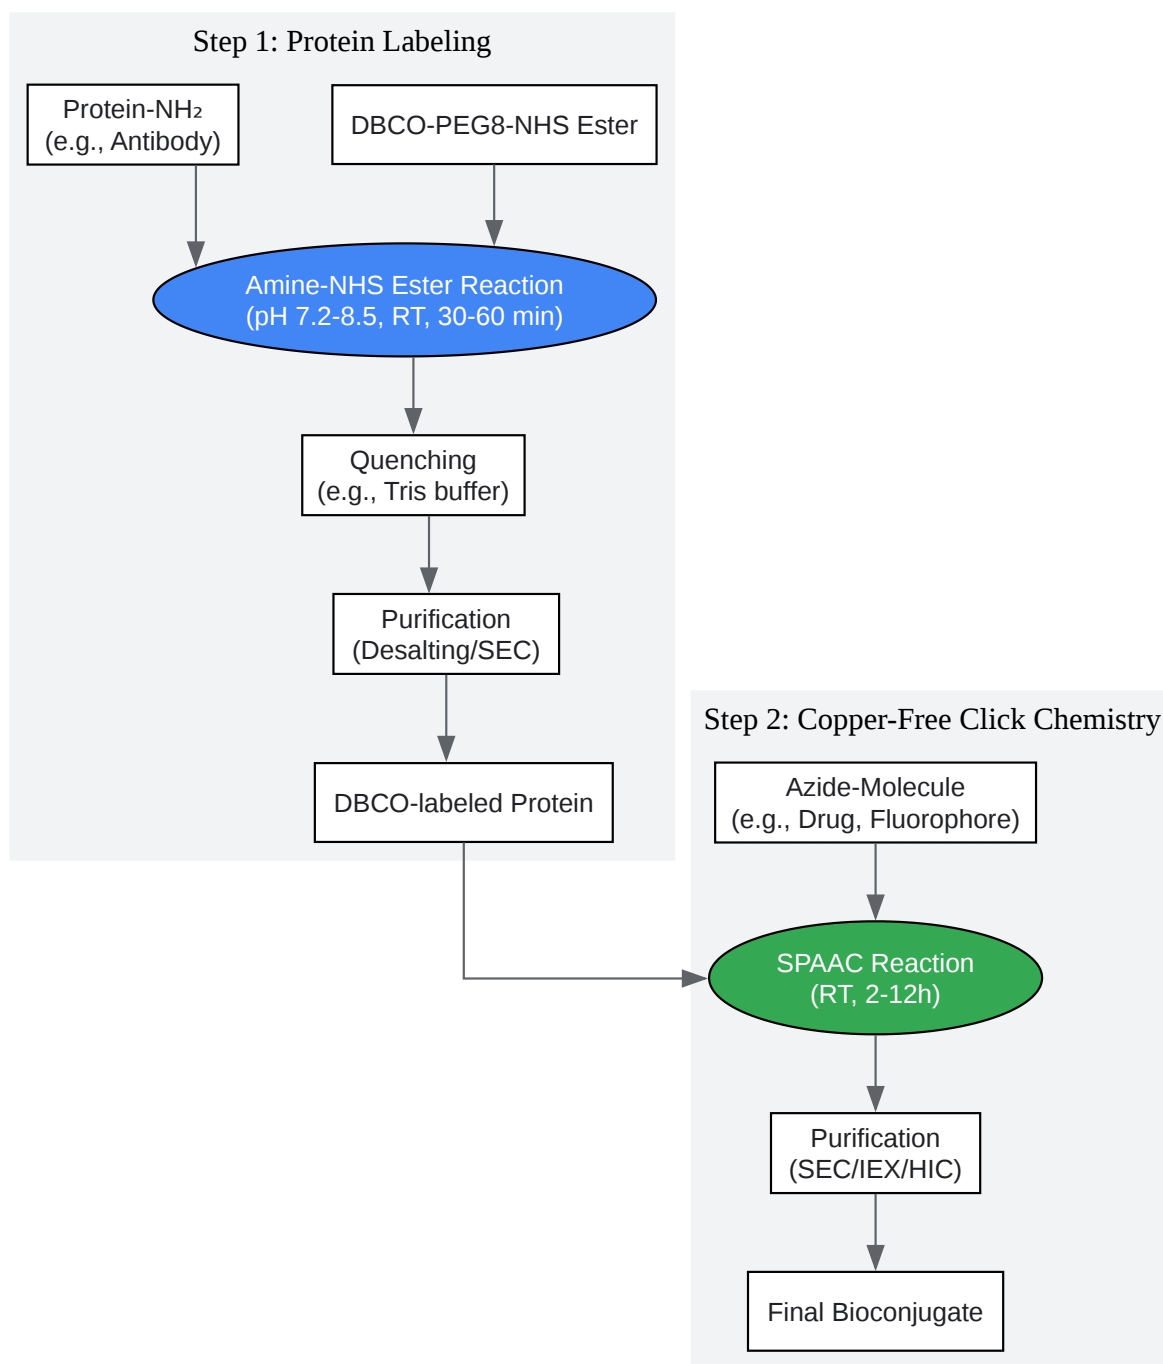 Step 1: Protein Labeling
Protein-NH₂
(e.g., Antibody)
DBCO-PEG8-NHS Ester
Amine-NHS Ester Reaction
(pH 7.2-8.5, RT, 30-60 min)
Quenching
(e.g., Tris buffer)
Purification
(Desalting/SEC)
DBCO-labeled Protein
Step 2: Copper-Free Click Chemistry
Azide-Molecule
(e.g., Drug, Fluorophore)
SPAAC Reaction
(RT, 2-12h)
Purification
(SEC/IEX/HIC)
Final Bioconjugate